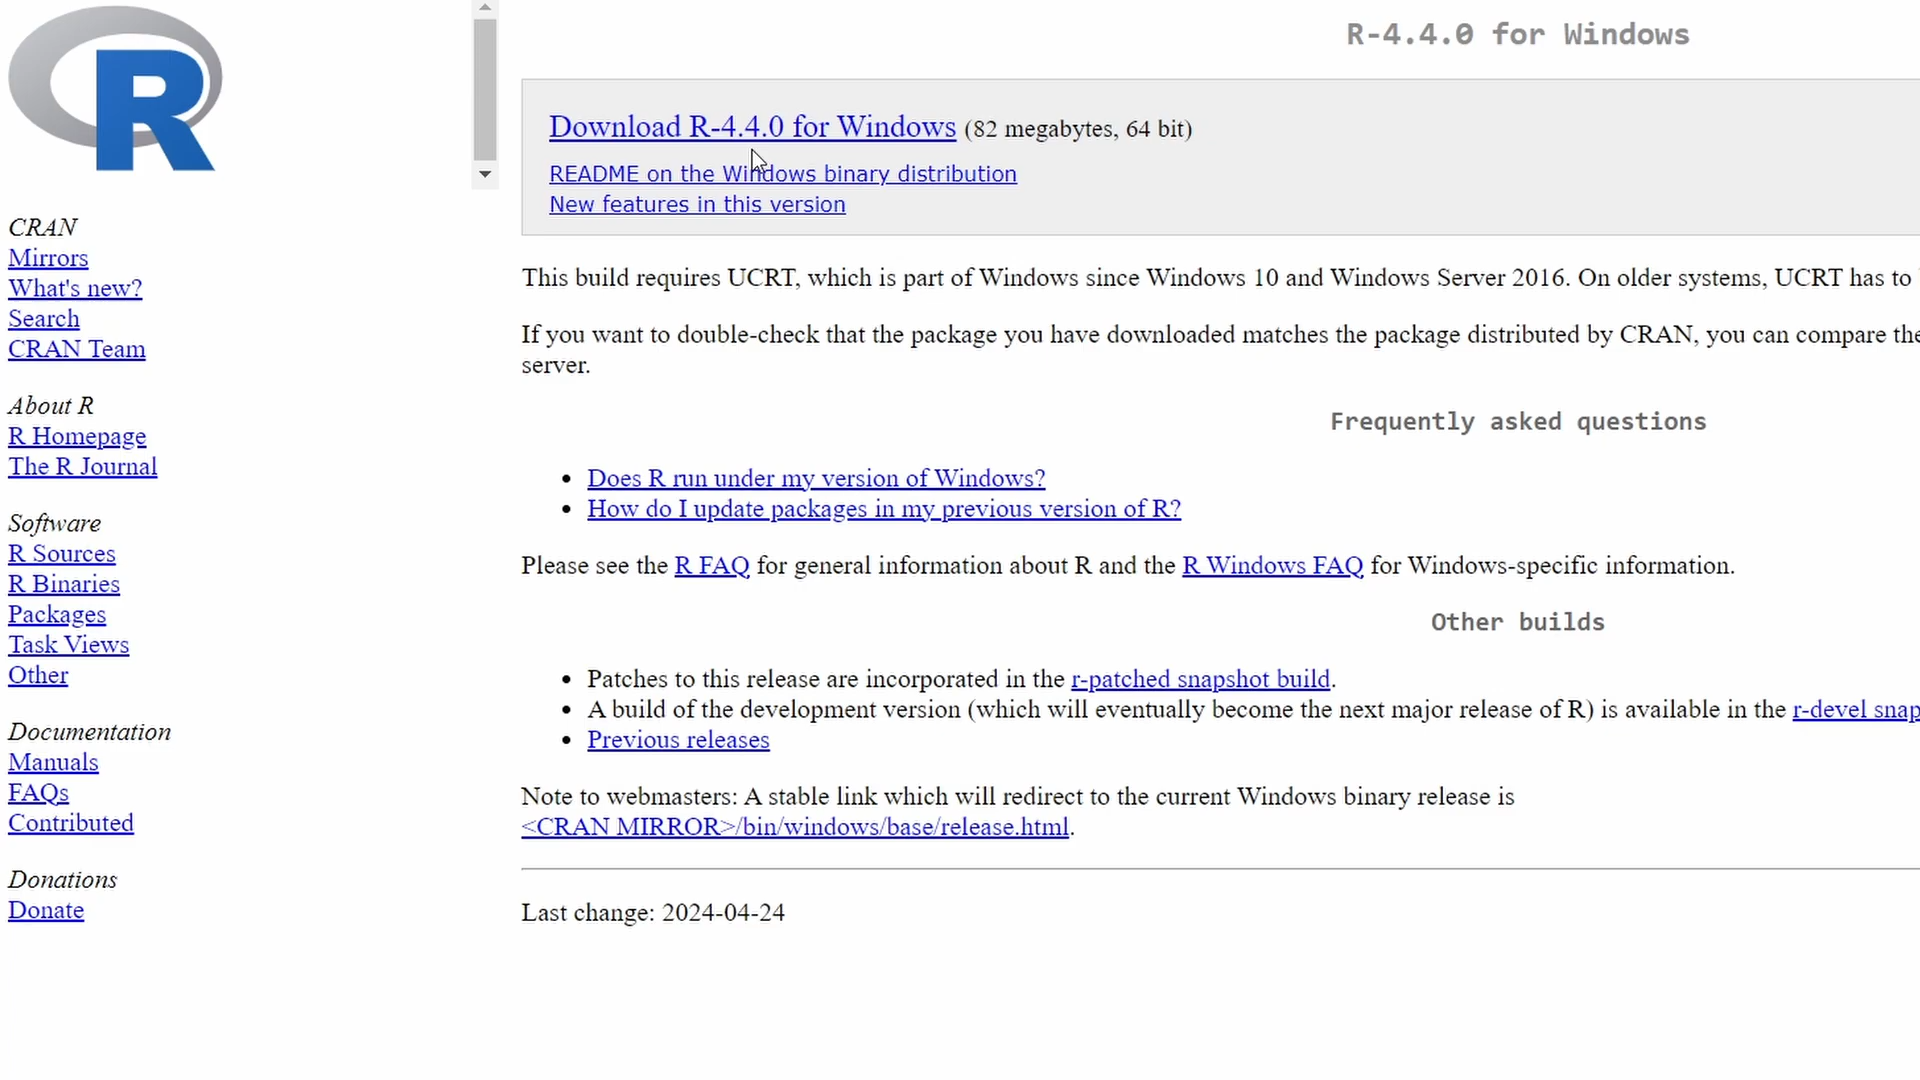 R
CRAN
Mirrors
What's new?
Search
CRAN Team
About R
R Homepage
The R Journal
Software
R Sources
R Binaries
Packages
Task Views
Other
Documentation
Manuals
FAQs
Contributed
Donations
Donate
R-4.4.0 for Windows
Download R-4.4.0 for Windows (82 megabytes, 64 bit)
README on the Windows binary distribution
New features in this version
This build requires UCRT, which is part of Windows since Windows 10 and Windows Server 2016. On older systems, UCRT has to
If you want to double-check that the package you have downloaded matches the package distributed by CRAN, you can compare the
server.
Frequently asked questions
• Does R run under my version of Windows?
• How do I update packages in my previous version of R?
Please see the R FAQ for general information about R and the R Windows FAQ for Windows-specific information.
Other builds
• Patches to this release are incorporated in the r-patched snapshot build.
• A build of the development version (which will eventually become the next major release of R) is available in the r-devel snap
• Previous releases
Note to webmasters: A stable link which will redirect to the current Windows binary release is
<CRAN MIRROR>/bin/windows/base/release.html.
Last change: 2024-04-24